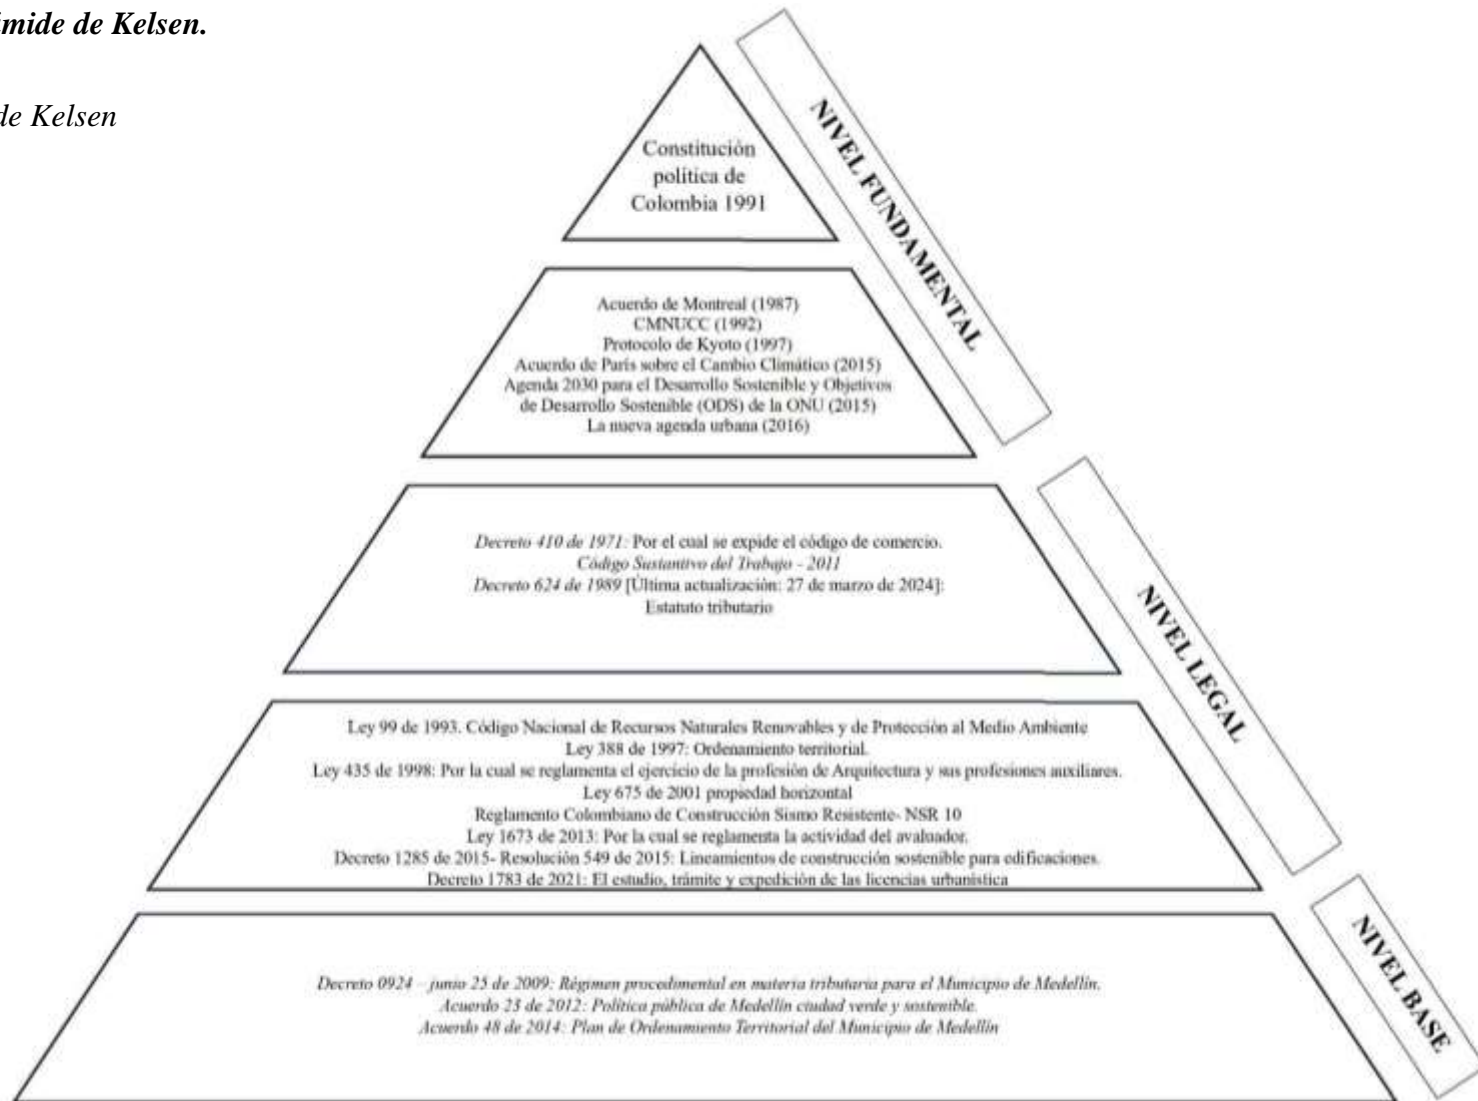 mide de Kelsen.
de Kelsen
Constitución
política de
Colombia 1991
NIVEL FUNDAMENTAL
Acuerdo de Montreal (1987)
CMNUCC (1992)
Protocolo de Kyoto (1997)
Acuerdo de París sobre el Cambio Climático (2015)
Agenda 2030 para el Desarrollo Sostenible y Objetivos
de Desarrollo Sostenible (ODS) de la ONU (2015)
La nueva agenda urbana (2016)
Decreto 410 de 1971: Por el cual se expide el código de comercio.
Código Sustantivo del Trabajo - 2011
Decreto 624 de 1989 [Última actualización: 27 de marzo de 2024]:
Estatuto tributario
NIVEL LEGAL
Ley 99 de 1993. Código Nacional de Recursos Naturales Renovables y de Protección al Medio Ambiente
Ley 388 de 1997: Ordenamiento territorial.
Ley 435 de 1998: Por la cual se reglamenta el ejercicio de la profesión de Arquitectura y sus profesiones auxiliares.
Ley 675 de 2001 propiedad horizontal
Reglamento Colombiano de Construcción Sismo Resistente- NSR 10
Ley 1673 de 2013: Por la cual se reglamenta la actividad del avaluador.
Decreto 1285 de 2015- Resolución 549 de 2015: Lineamientos de construcción sostenible para edificaciones.
Decreto 1783 de 2021: El estudio, trámite y expedición de las licencias urbanística
Decreto 0924 - junio 25 de 2009: Régimen procedimental en materia tributaria para el Municipio de Medellín.
Acuerdo 23 de 2012: Política pública de Medellín ciudad verde y sostenible.
Acuerdo 48 de 2014: Plan de Ordenamiento Territorial del Municipio de Medellín
NIVEL BASE